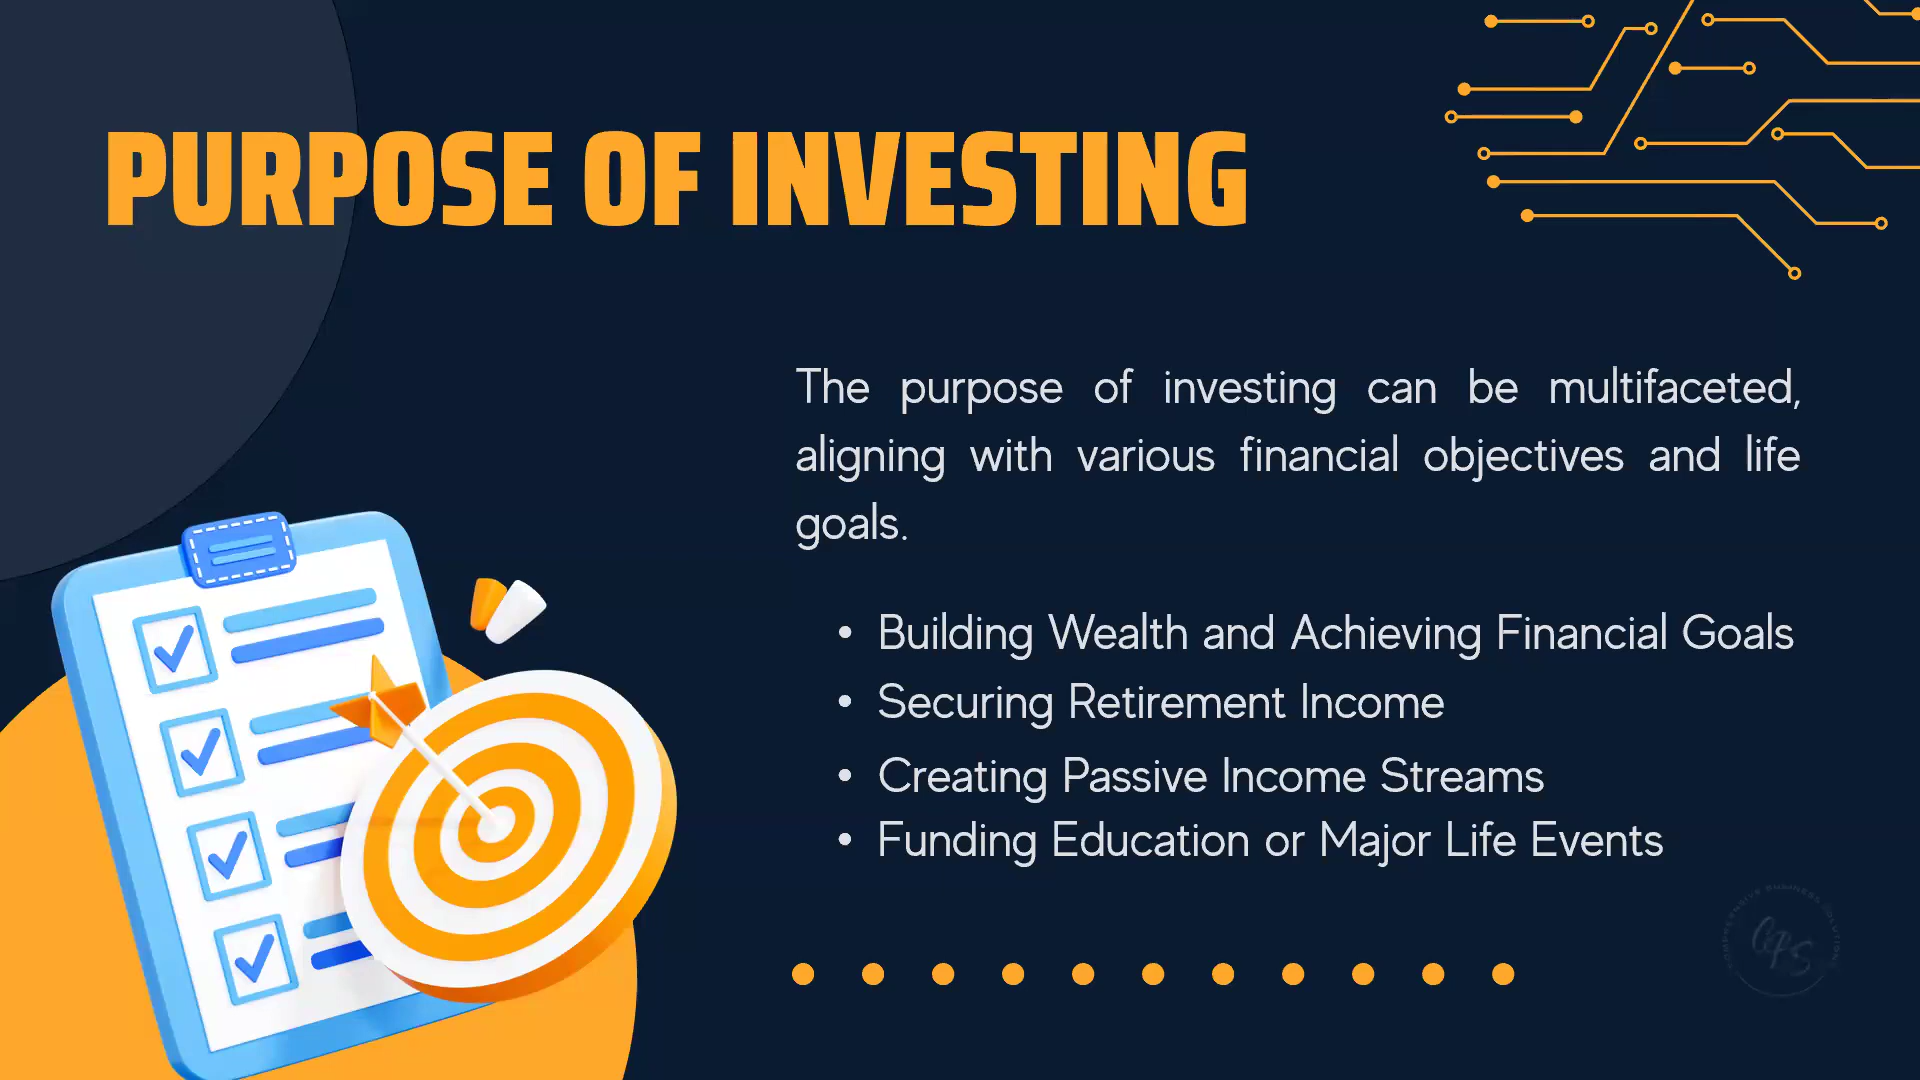 PURPOSE OF INVESTING
The purpose of investing can be multifaceted,
aligning with various financial objectives and life
goals.
• Building Wealth and Achieving Financial Goals
• Securing Retirement Income
• Creating Passive Income Streams
• Funding Education or Major Life Events